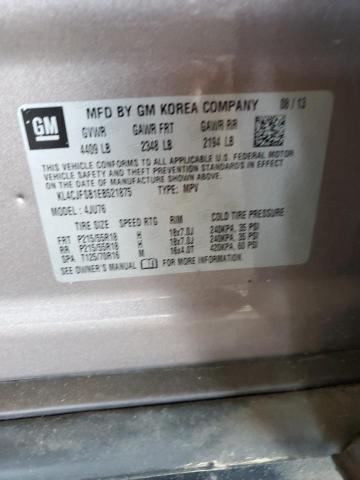 GM
MFD BY GM KOREA COMPANY 08 / 13
GVWR GAWR FRT GAWR RR
4409 LB 2348 LB 2194 LB
THIS VEHICLE CONFORMS TO ALL APPLICABLE U.S. FEDERAL MOTOR VEHICLE SAFETY, BUMPER, AND THEFT PREVENTION STANDARDS IN EFFECT ON THE DATE OF MANUFACTURE SHOWN ABOVE.
KL4CJFSB1EB521875 TYPE: MPV
MODEL: 4JU76
TIRE SIZE SPEED RTG RIM COLD TIRE PRESSURE
FRT P215/55R18 H 18x7.0J 240KPA, 35 PSI
RR P215/55R18 H 18x7.0J 240KPA, 35 PSI
SPA T125/70R16 M 16x4.0T 420KPA, 60 PSI
SEE OWNER'S MANUAL FOR MORE INFORMATION.